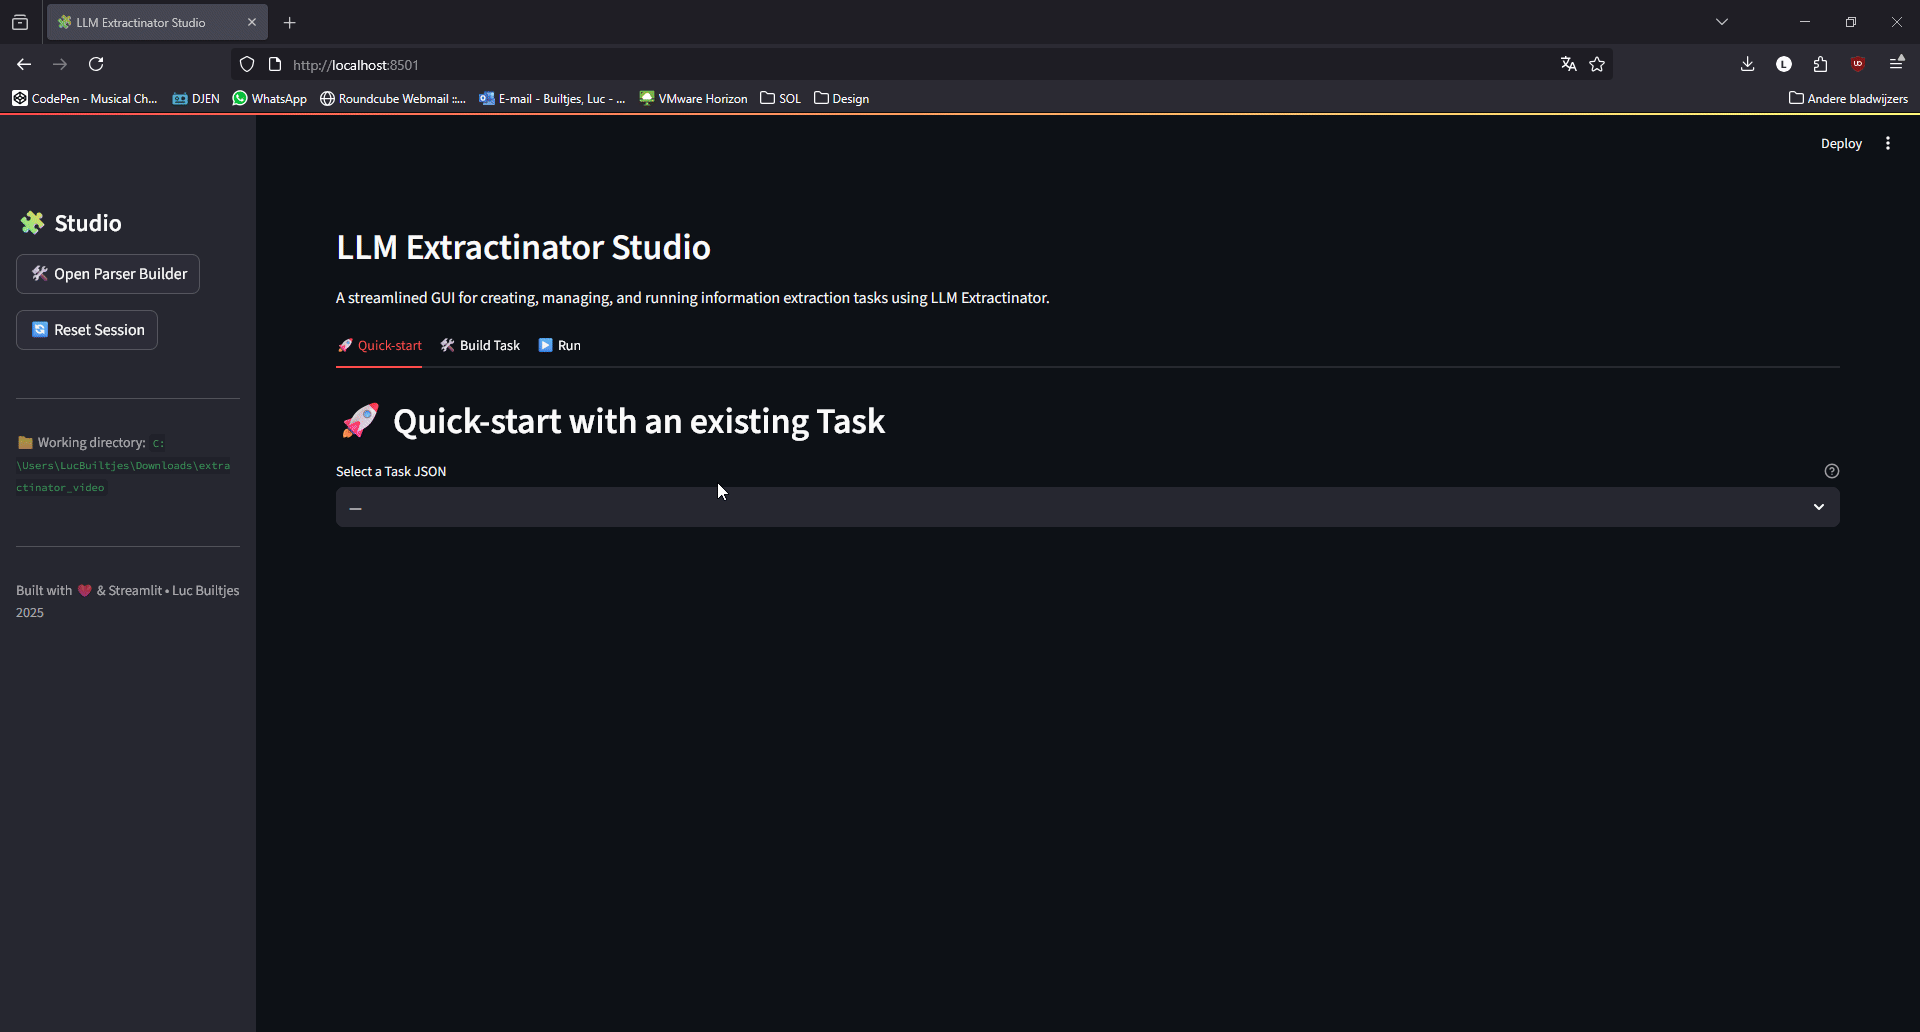 LLM Extractinator Studio
http://localhost:8501
CodePen - Musical Ch...
DJEN
WhatsApp
Roundcube Webmail ::...
E-mail - Builtjes, Luc - ...
VMware Horizon
SOL
Design
Andere bladwijzers
Deploy
Studio
Open Parser Builder
Reset Session
Working directory: C:
\Users\LucBuiltjes\Downloads\extra
ctinator_video
Built with & Streamlit • Luc Builtjes
2025
LLM Extractinator Studio
A streamlined GUI for creating, managing, and running information extraction tasks using LLM Extractinator.
Quick-start
Build Task
Run
Quick-start with an existing Task
Select a Task JSON
—